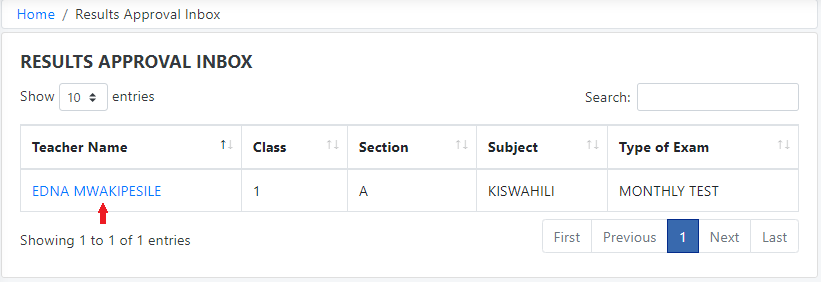 Home / Results Approval Inbox
RESULTS APPROVAL INBOX
Show 10 entries Search:
Teacher Name Class Section Subject Type of Exam
EDNA MWAKIPESILE 1 A KISWAHILI MONTHLY TEST
Showing 1 to 1 of 1 entries First Previous 1 Next Last